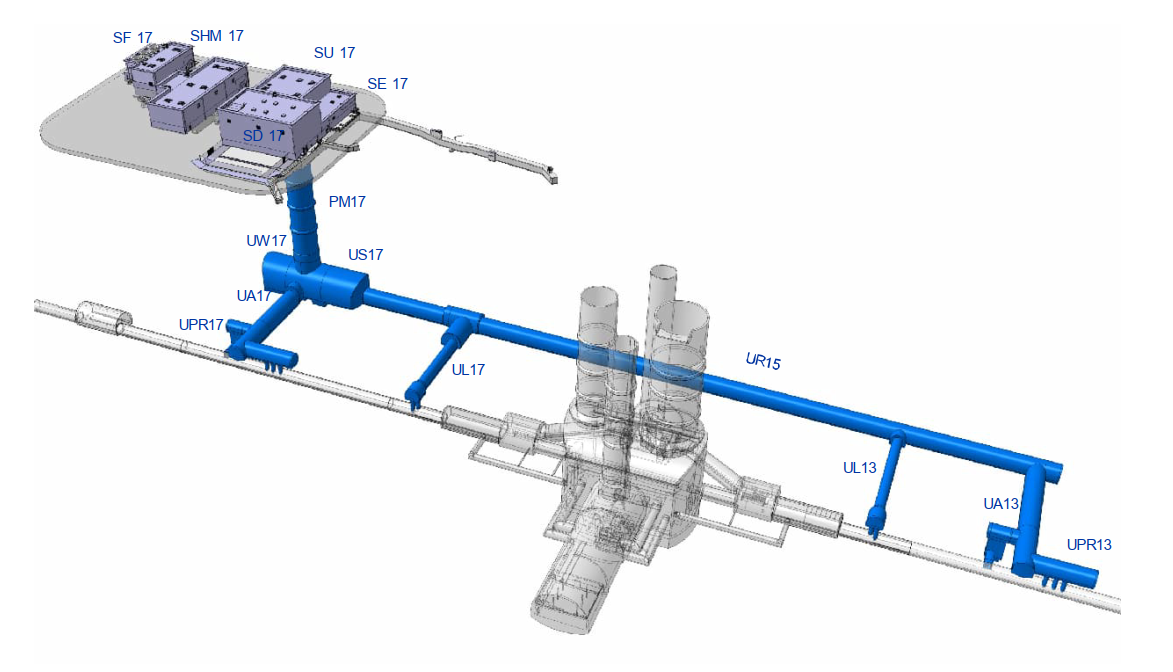 SF 17
SHM 17
SU 17
SE 17
SD 17
PM17
UW17
US17
UA17
UPR17
UL17
UR15
UL13
UA13
UPR13